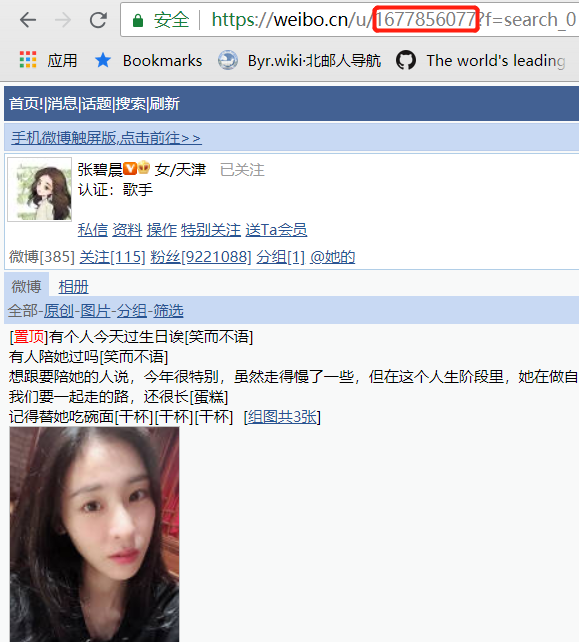 安全 https://weibo.cn/u/1677856077?f=search_0
应用 Bookmarks Byr.wiki·北邮人导航 The world's leading
首页!|消息|话题|搜索|刷新
手机微博触屏版,点击前往>>
张碧晨 女/天津 已关注
认证：歌手
私信 资料 操作 特别关注 送Ta会员
微博[385] 关注[115] 粉丝[9221088] 分组[1] @她的
微博 相册
全部-原创-图片-分组-筛选
[置顶]有个人今天过生日诶[笑而不语]
有人陪她过吗[笑而不语]
想跟要陪她的人说，今年很特别，虽然走得慢了一些，但在这个人生阶段里，她在做自
我们要一起走的路，还很长[蛋糕]
记得替她吃碗面[干杯][干杯][干杯] [组图共3张]